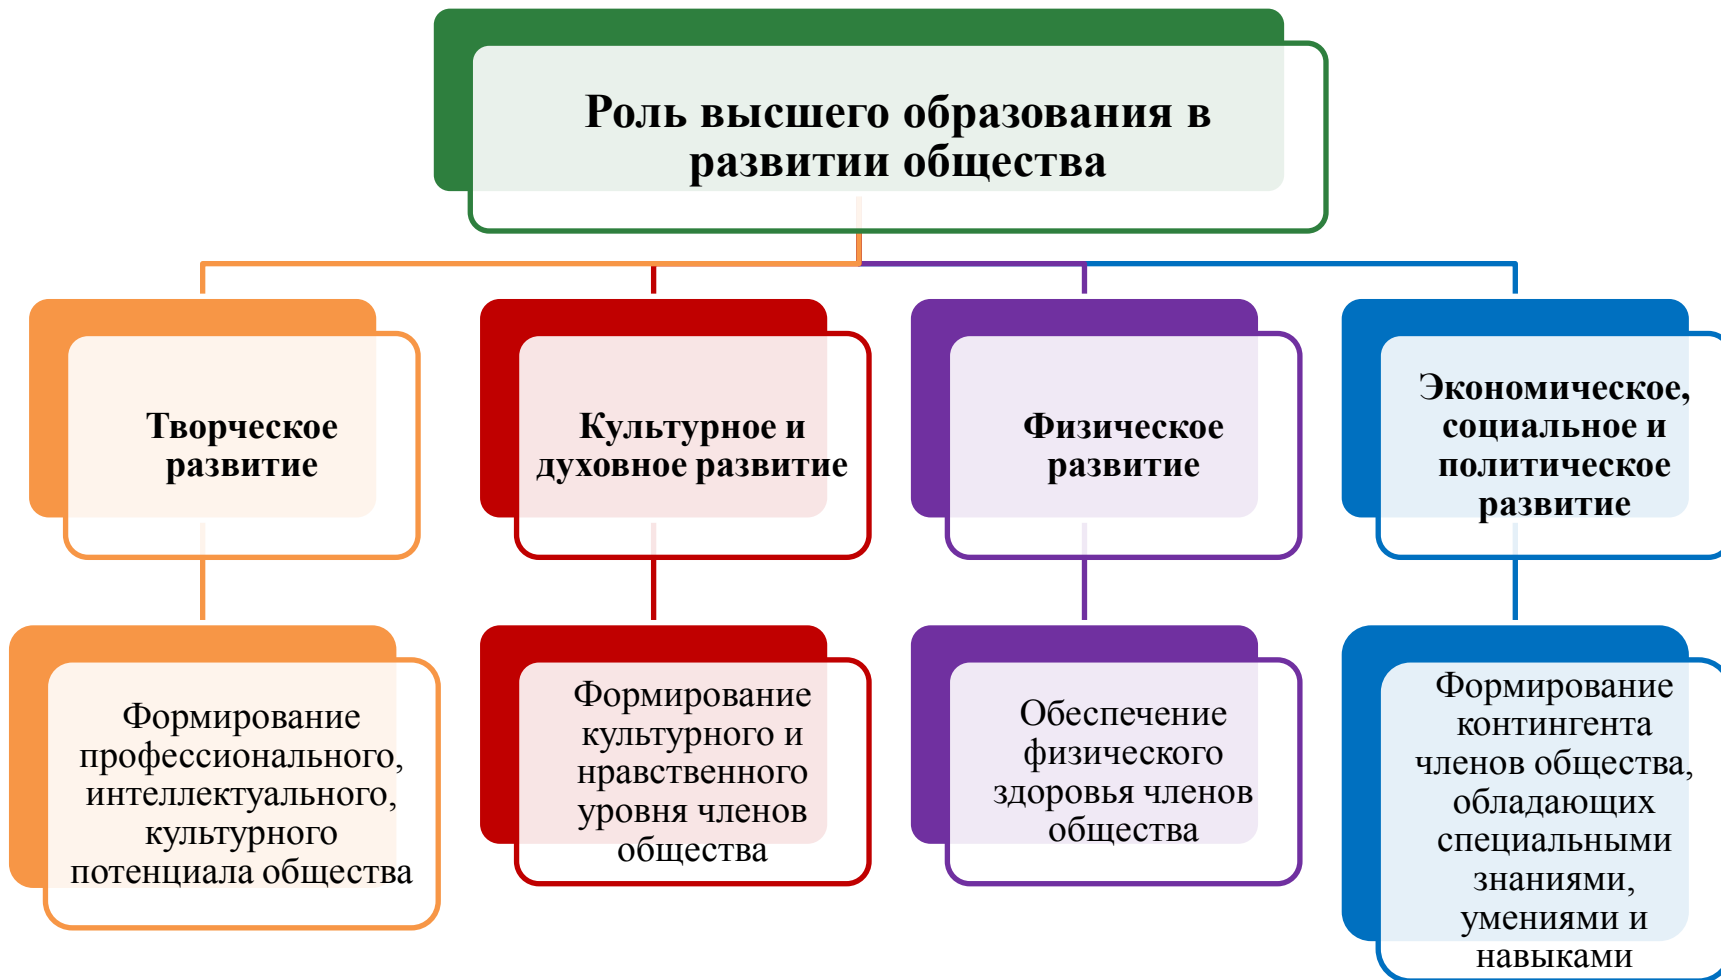 Роль высшего образования в
развитии общества
Творческое
развитие
Культурное и
духовное развитие
Физическое
развитие
Экономическое,
социальное и
политическое
развитие
Формирование
профессионального,
интеллектуального,
культурного
потенциала общества
Формирование
культурного и
нравственного
уровня членов
общества
Обеспечение
физического
здоровья членов
общества
Формирование
контингента
членов общества,
обладающих
специальными
знаниями,
умениями и
навыками